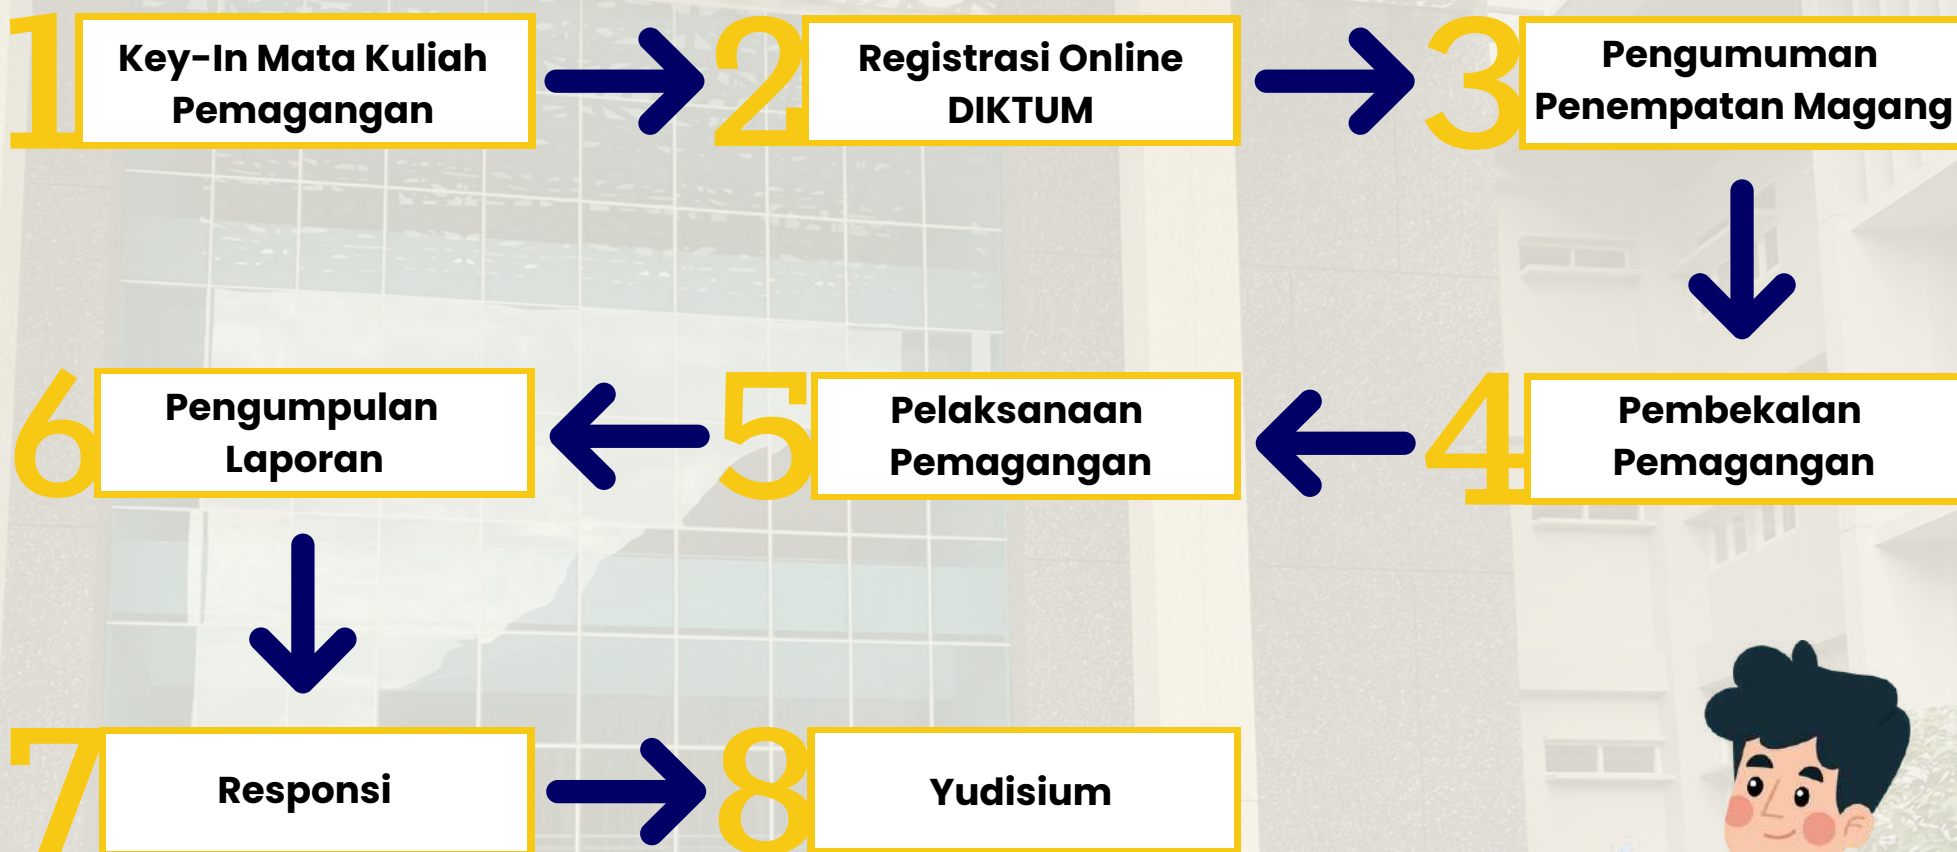 1
Key-In Mata Kuliah
Pemagangan
2
Registrasi Online
DIKTUM
3
Pengumuman
Penempatan Magang
4
Pembekalan
Pemagangan
5
Pelaksanaan
Pemagangan
6
Pengumpulan
Laporan
7
Responsi
8
Yudisium